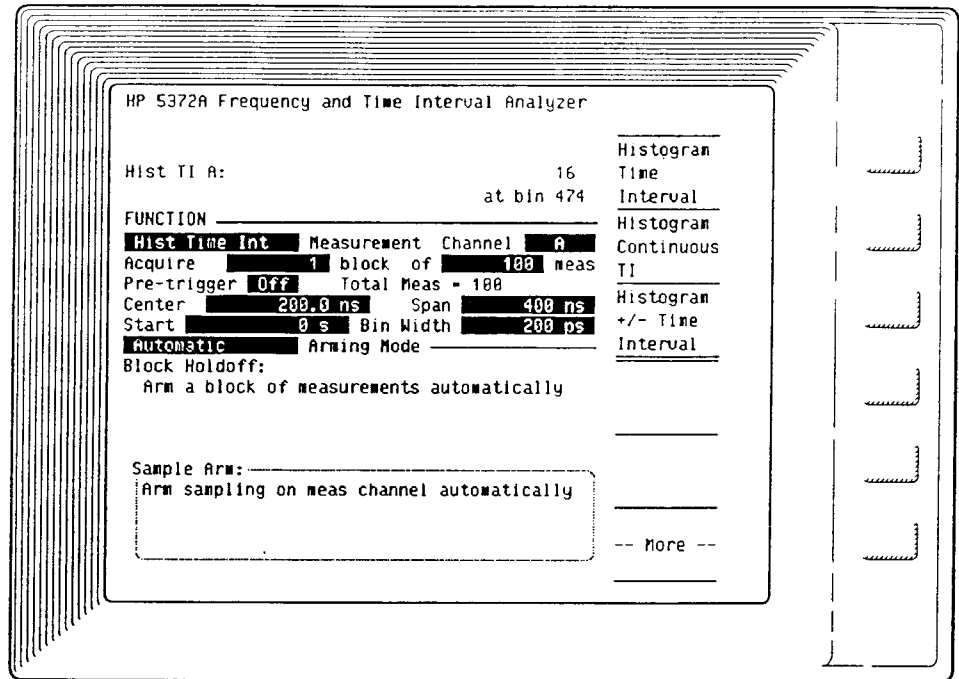 HP 5372A Frequency and Time Interval Analyzer
Hist TI A: 16
at bin 474
FUNCTION
Hist Time Int Measurement Channel A
Acquire 1 block of 100 meas
Pre-trigger Off Total Meas = 100
Center 200.0 ns Span 400 ns
Start 0 s Bin Width 200 ps
Automatic Arming Mode
Block Holdoff:
Arm a block of measurements automatically
Sample Arm:
Arm sampling on meas channel automatically
Histogram
Time
Interval
Histogram
Continuous
TI
Histogram
+/- Time
Interval
-- More --